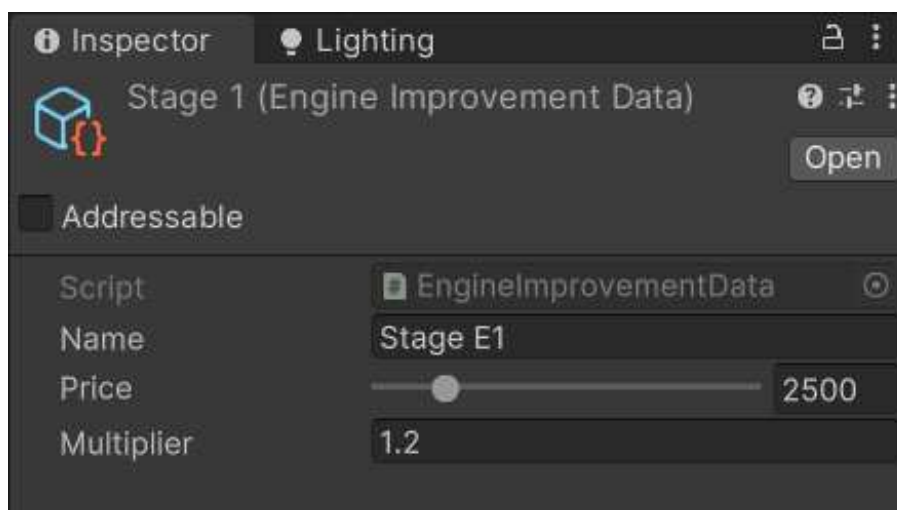 Inspector Lighting
Stage 1 (Engine Improvement Data)
Open
Addressable
Script EngineImprovementData
Name Stage E1
Price 2500
Multiplier 1.2